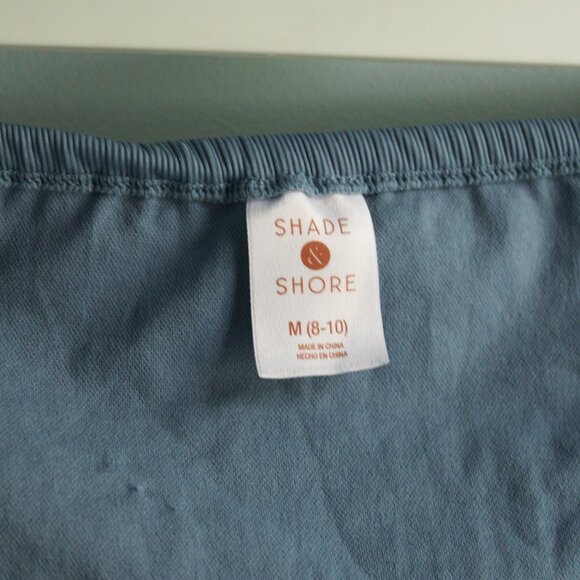 SHADE
&
SHORE
M (8-10)
MADE IN CHINA
HECHO EN CHINA